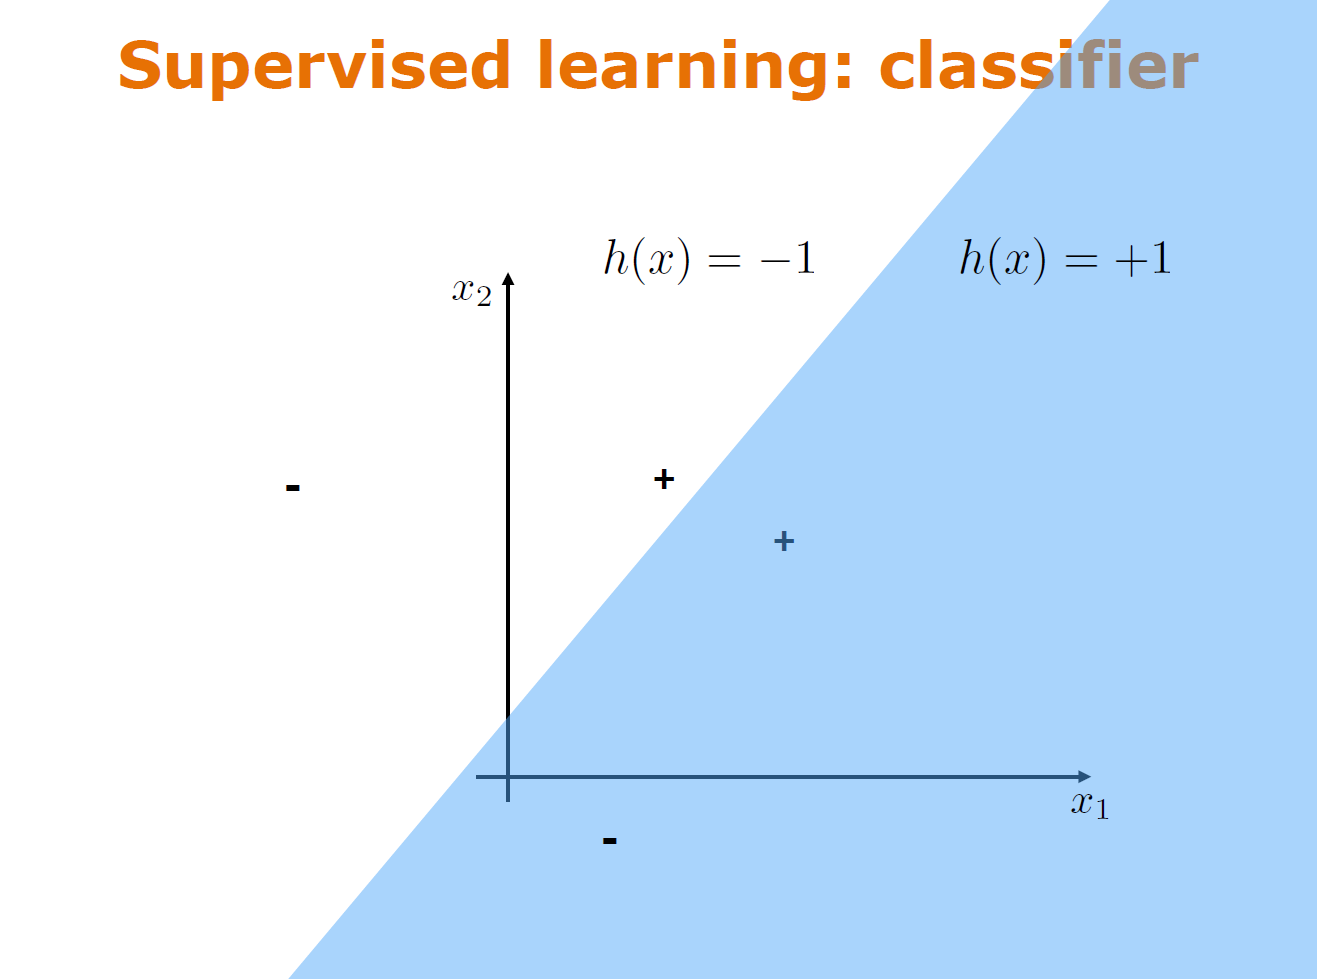 Supervised learning: classifier
h(x) = −1 h(x) = +1
x₂
- +
+
x₁
-